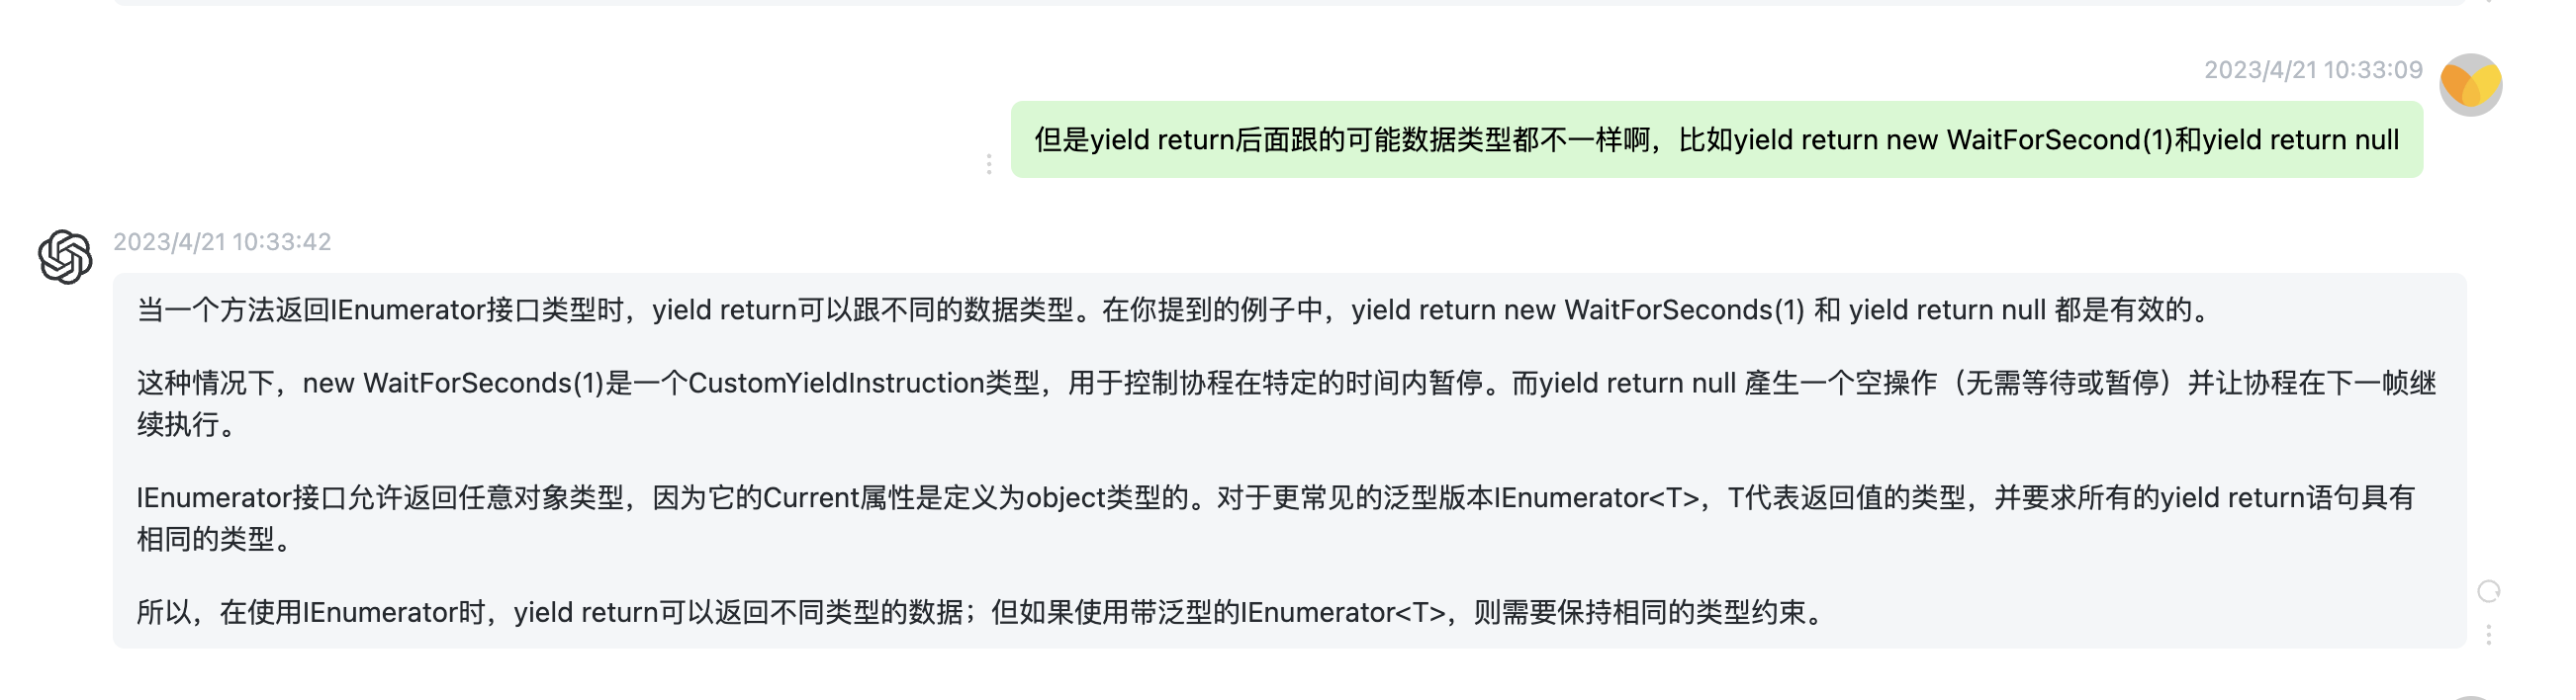 2023/4/21 10:33:09
但是yield return后面跟的可能数据类型都不一样啊，比如yield return new WaitForSecond(1)和yield return null
2023/4/21 10:33:42
当一个方法返回IEnumerator接口类型时，yield return可以跟不同的数据类型。在你提到的例子中，yield return new WaitForSeconds(1) 和 yield return null 都是有效的。
这种情况下，new WaitForSeconds(1)是一个CustomYieldInstruction类型，用于控制协程在特定的时间内暂停。而yield return null 產生一个空操作（无需等待或暂停）并让协程在下一帧继
续执行。
IEnumerator接口允许返回任意对象类型，因为它的Current属性是定义为object类型的。对于更常见的泛型版本IEnumerator<T>，T代表返回值的类型，并要求所有的yield return语句具有
相同的类型。
所以，在使用IEnumerator时，yield return可以返回不同类型的数据；但如果使用带泛型的IEnumerator<T>，则需要保持相同的类型约束。